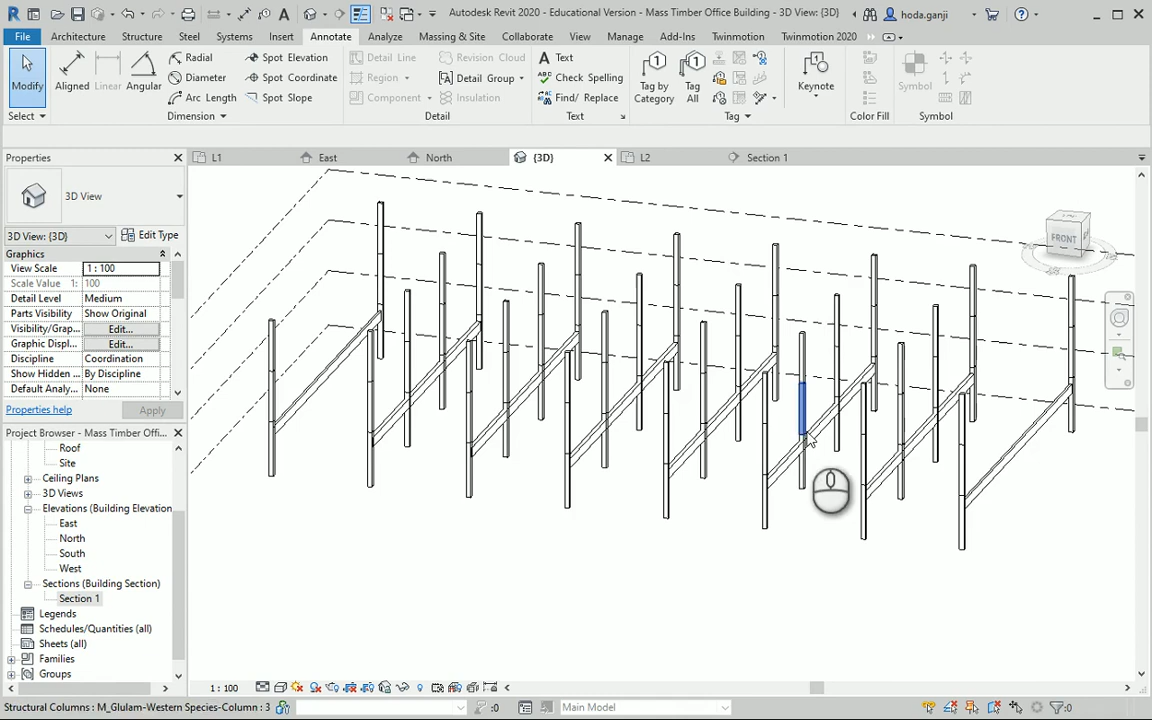 Autodesk Revit 2020 - Educational Version - Mass Timber Office Building - 3D View: {3D}
hoda.ganji
File Architecture Structure Steel Systems Insert Annotate Analyze Massing & Site Collaborate View Manage Add-Ins Twinmotion Twinmotion 2020
Modify
Aligned Linear Angular
Radial
Diameter
Arc Length
Spot Elevation
Spot Coordinate
Spot Slope
Detail Line
Region
Component
Revision Cloud
Detail Group
Insulation
Text
Check Spelling
Find/ Replace
Tag by Category
Tag All
Keynote
Symbol
Select Dimension Detail Text Tag Color Fill Symbol
Properties
L1 East North {3D} L2 Section 1
3D View
3D View: {3D} Edit Type
Graphics
View Scale 1 : 100
Scale Value 1: 100
Detail Level Medium
Parts Visibility Show Original
Visibility/Grap... Edit...
Graphic Displ... Edit...
Discipline Coordination
Show Hidden ... By Discipline
Default Analy... None
Properties help Apply
Project Browser - Mass Timber Offi...
Roof
Site
Ceiling Plans
3D Views
Elevations (Building Elevation
East
North
South
West
Sections (Building Section)
Section 1
Legends
Schedules/Quantities (all)
Sheets (all)
Families
Groups
FRONT
1 : 100
Structural Columns : M_Glulam-Western Species-Column : 3
:0
Main Model
:0